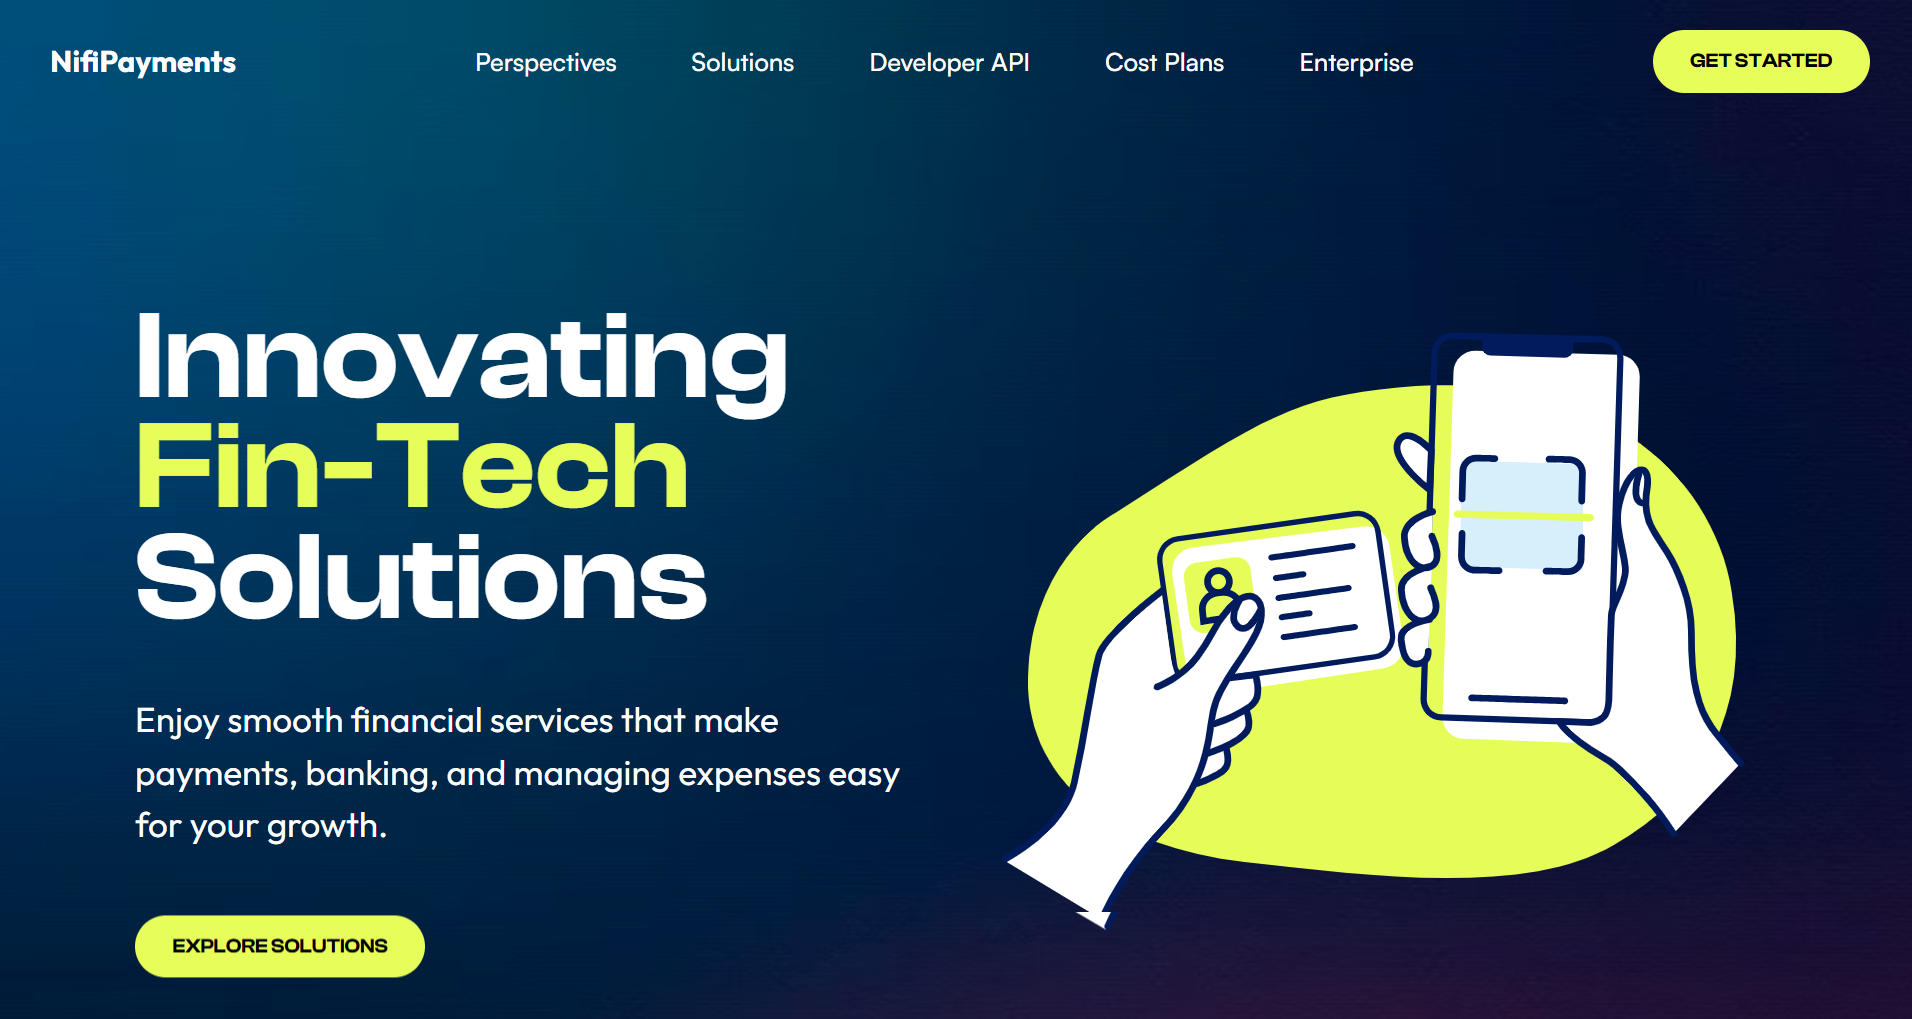 NifiPayments
Perspectives
Solutions
Developer API
Cost Plans
Enterprise
GET STARTED
Innovating
Fin-Tech
Solutions
Enjoy smooth financial services that make
payments, banking, and managing expenses easy
for your growth.
EXPLORE SOLUTIONS